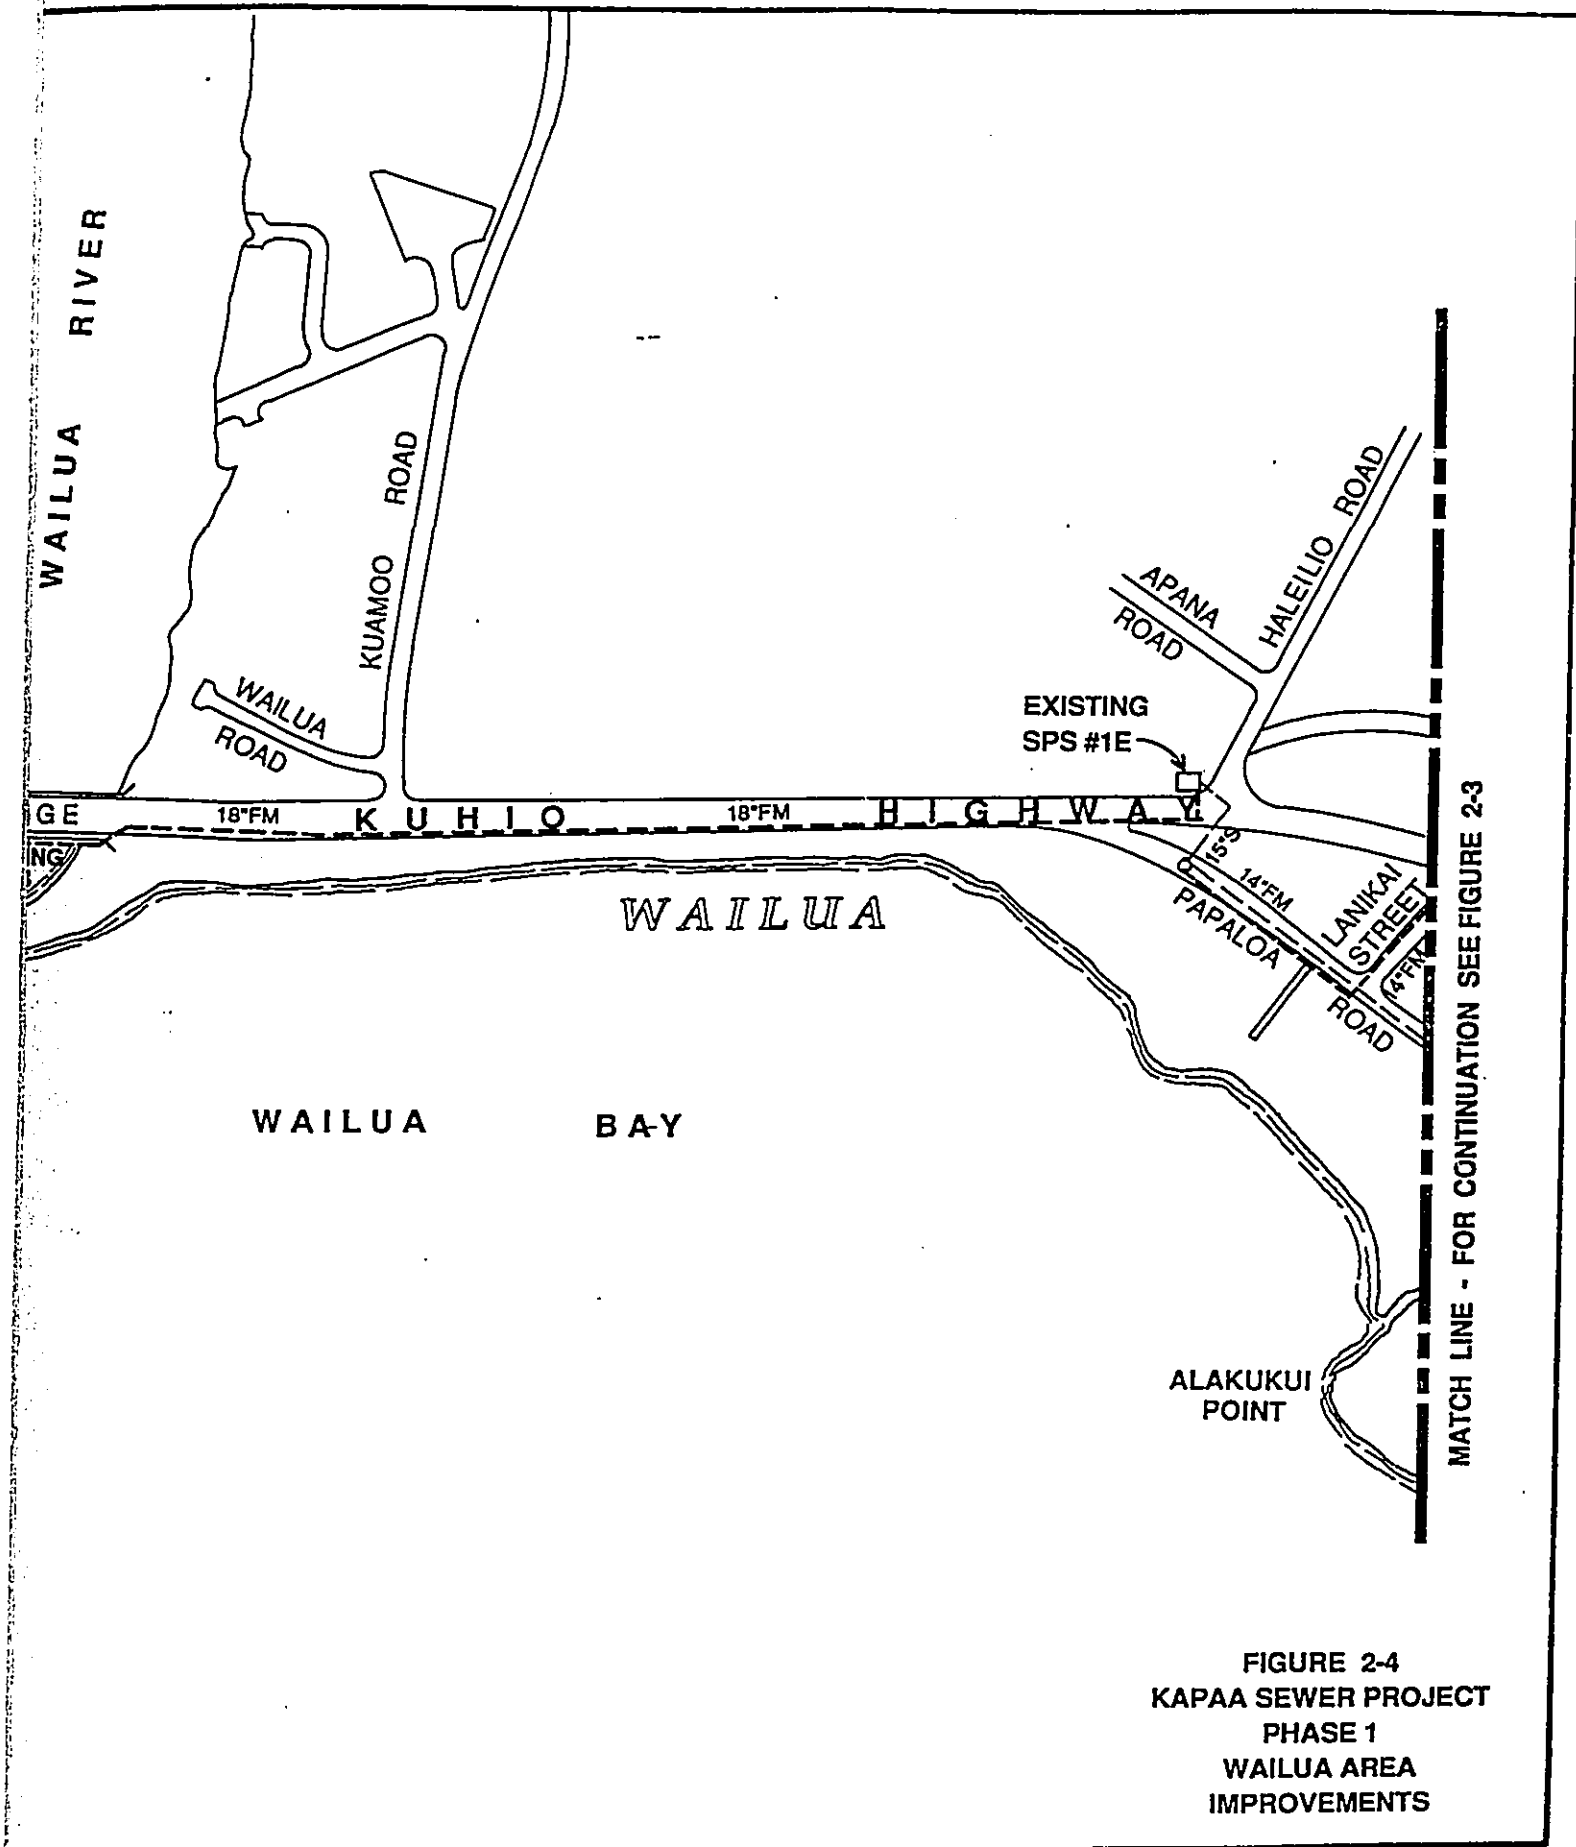 WAILUA RIVER
KUAMOO ROAD
WAILUA
ROAD
APANA
ROAD
HALEILIO ROAD
EXISTING
SPS #1E
GE
18"FM
KUHIO
18"FM
HIGHWAY
NG
15"S
14"FM
PAPALOA
ROAD
LANIKAI
STREET
14"FM
WAILUA
WAILUA BAY
ALAKUKUI
POINT
MATCH LINE - FOR CONTINUATION SEE FIGURE 2-3
FIGURE 2-4
KAPAA SEWER PROJECT
PHASE 1
WAILUA AREA
IMPROVEMENTS